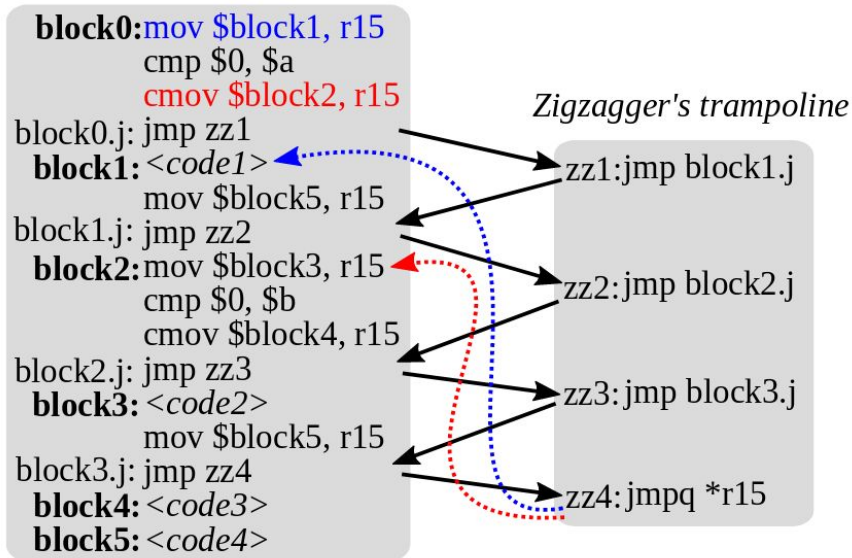 block0: mov $block1, r15
cmp $0, $a
cmov $block2, r15
block0.j: jmp zz1
block1: <code1>
mov $block5, r15
block1.j: jmp zz2
block2: mov $block3, r15
cmp $0, $b
cmov $block4, r15
block2.j: jmp zz3
block3: <code2>
mov $block5, r15
block3.j: jmp zz4
block4: <code3>
block5: <code4>
Zigzagger's trampoline
zz1: jmp block1.j
zz2: jmp block2.j
zz3: jmp block3.j
zz4: jmpq *r15